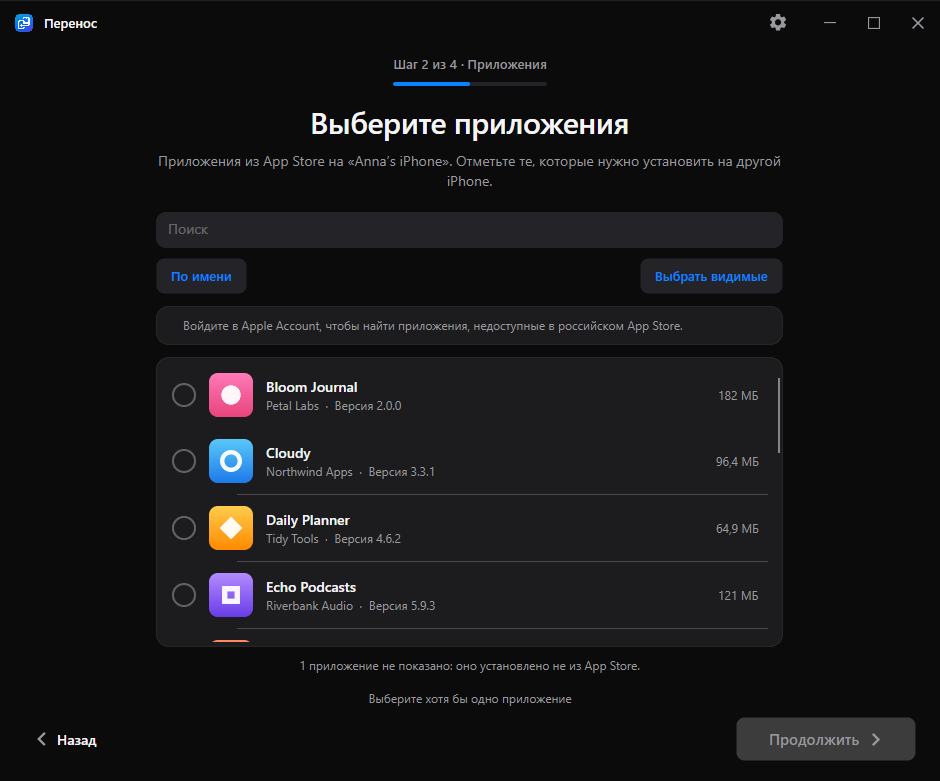 Перенос
Шаг 2 из 4 · Приложения
Выберите приложения
Приложения из App Store на «Anna’s iPhone». Отметьте те, которые нужно установить на другой
iPhone.
Поиск
По имени
Выбрать видимые
Войдите в Apple Account, чтобы найти приложения, недоступные в российском App Store.
Bloom Journal
Petal Labs · Версия 2.0.0
182 МБ
Cloudy
Northwind Apps · Версия 3.3.1
96,4 МБ
Daily Planner
Tidy Tools · Версия 4.6.2
64,9 МБ
Echo Podcasts
Riverbank Audio · Версия 5.9.3
121 МБ
1 приложение не показано: оно установлено не из App Store.
Выберите хотя бы одно приложение
Назад
Продолжить